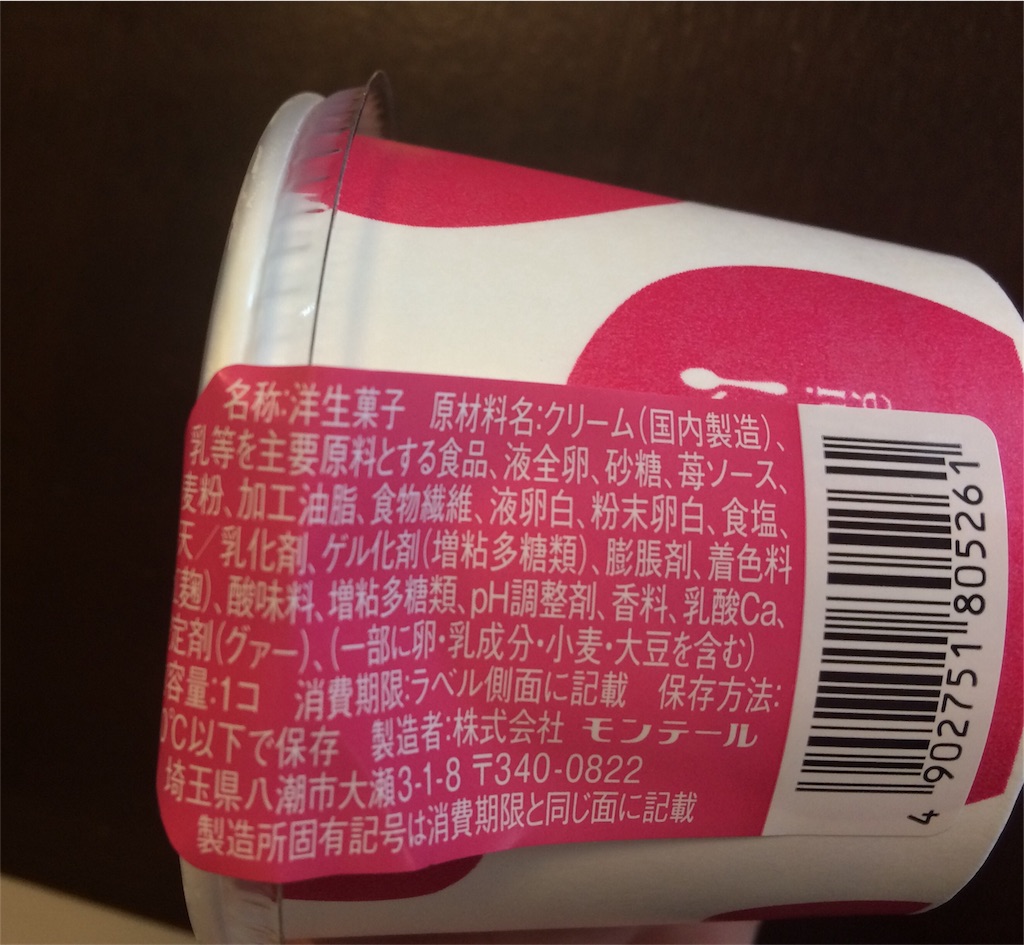 名称:洋生菓子 原材料名:クリーム(国内製造)、
乳等を主要原料とする食品、液全卵、砂糖、苺ソース、
麦粉、加工油脂、食物繊維、液卵白、粉末卵白、食塩、
天/乳化剤、ゲル化剤(増粘多糖類)、膨脹剤、着色料
(麹)、酸味料、増粘多糖類、pH調整剤、香料、乳酸Ca、
定剤(グァー)、(一部に卵・乳成分・小麦・大豆を含む)
容量:1コ 消費期限:ラベル側面に記載 保存方法:
0℃以下で保存 製造者:株式会社 モンテール
埼玉県八潮市大瀬3-1-8 〒340-0822
製造所固有記号は消費期限と同じ面に記載
4 902751 805261